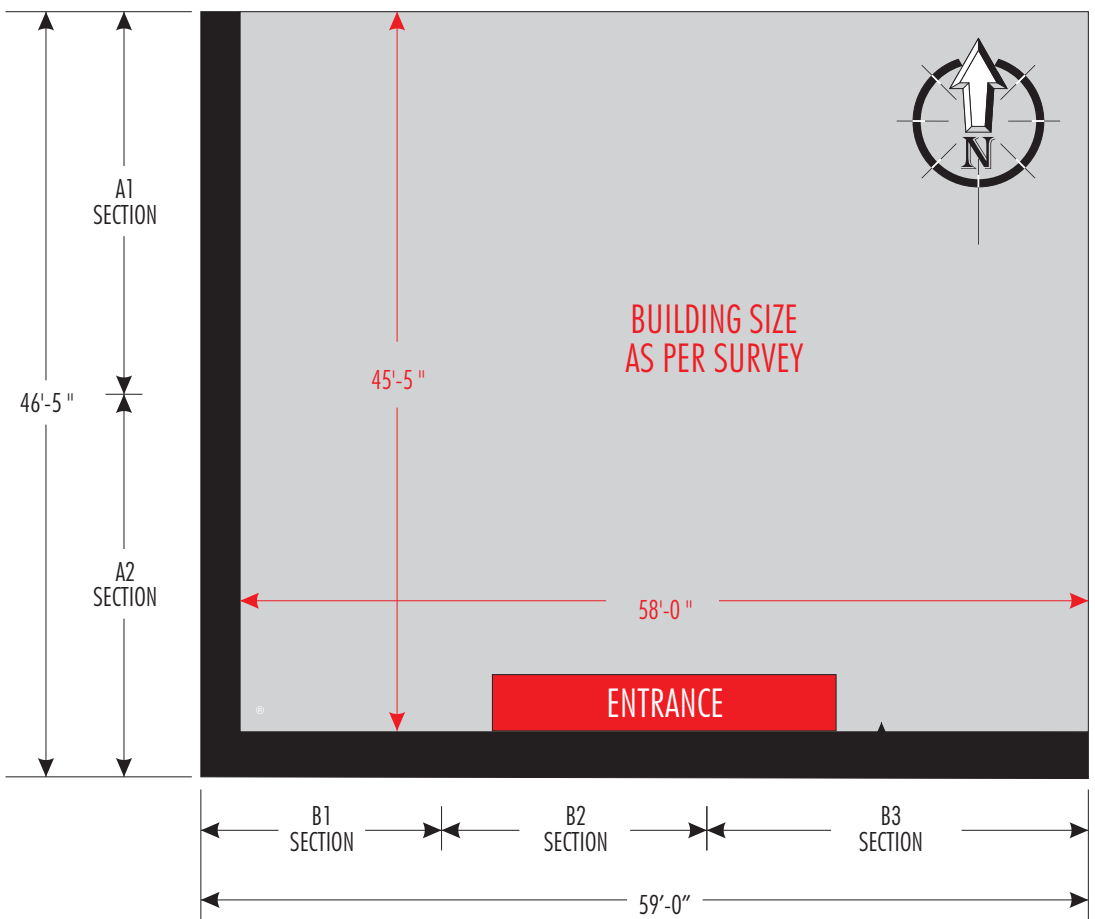 N
A1
SECTION
BUILDING SIZE
AS PER SURVEY
45'-5 "
46'-5 "
A2
SECTION
58'-0 "
ENTRANCE
®
B1
SECTION
B2
SECTION
B3
SECTION
59’-0”